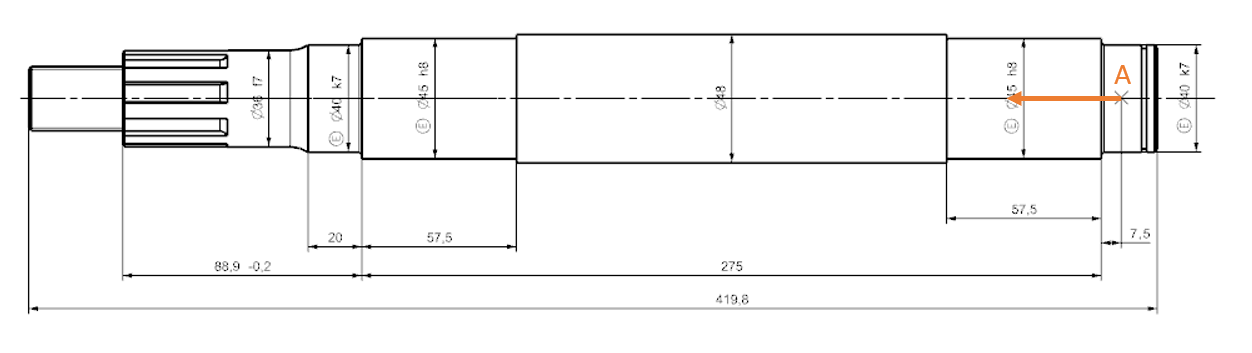 A
Ø36 f7
Ⓔ Ø40 k7
Ⓔ Ø45 h8
Ø48
Ⓔ Ø45 h8
Ⓔ Ø40 k7
57,5
7,5
20
57,5
88,9 -0,2
275
419,8